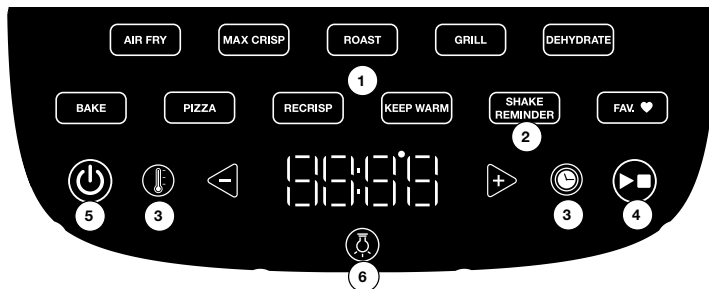 AIR FRY
MAX CRISP
ROAST
GRILL
DEHYDRATE
1
BAKE
PIZZA
RECRISP
KEEP WARM
SHAKE
REMINDER
FAV.
2
88:88
5
3
3
4
6